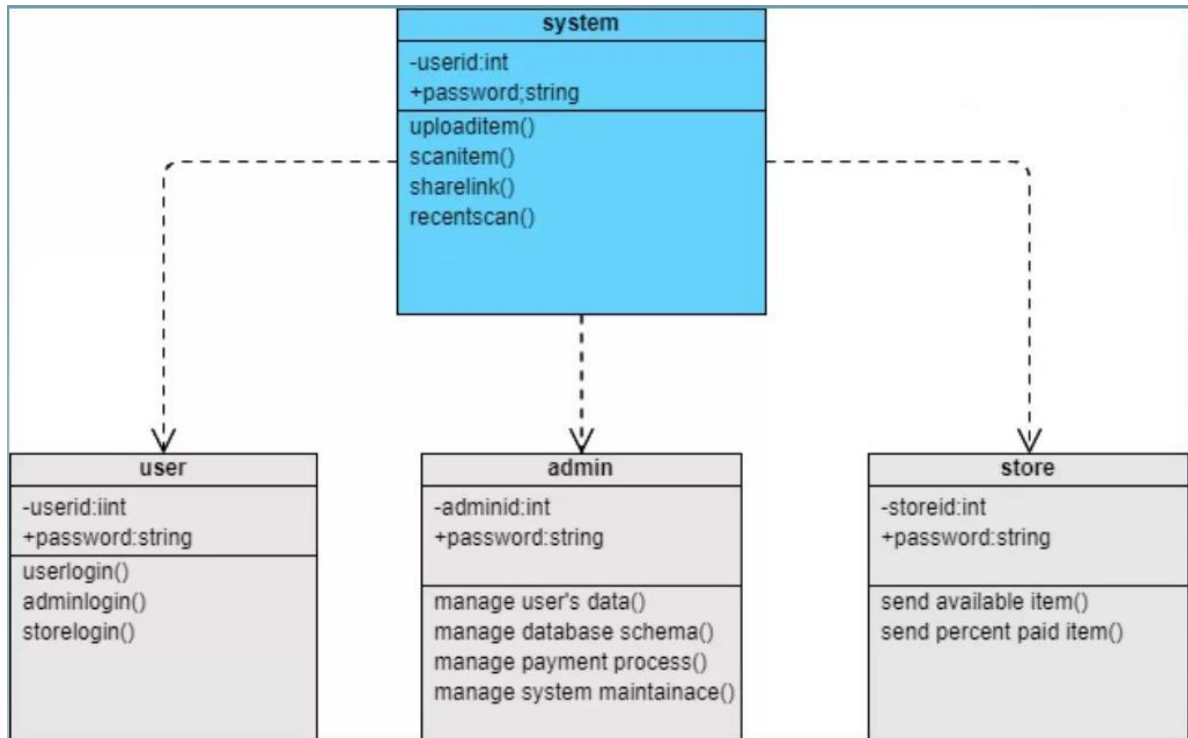 system
-userid:int
+password;string
uploaditem()
scanitem()
sharelink()
recentscan()
user
-userid:iint
+password:string
userlogin()
adminlogin()
storelogin()
admin
-adminid:int
+password:string
manage user's data()
manage database schema()
manage payment process()
manage system maintainace()
store
-storeid:int
+password:string
send available item()
send percent paid item()